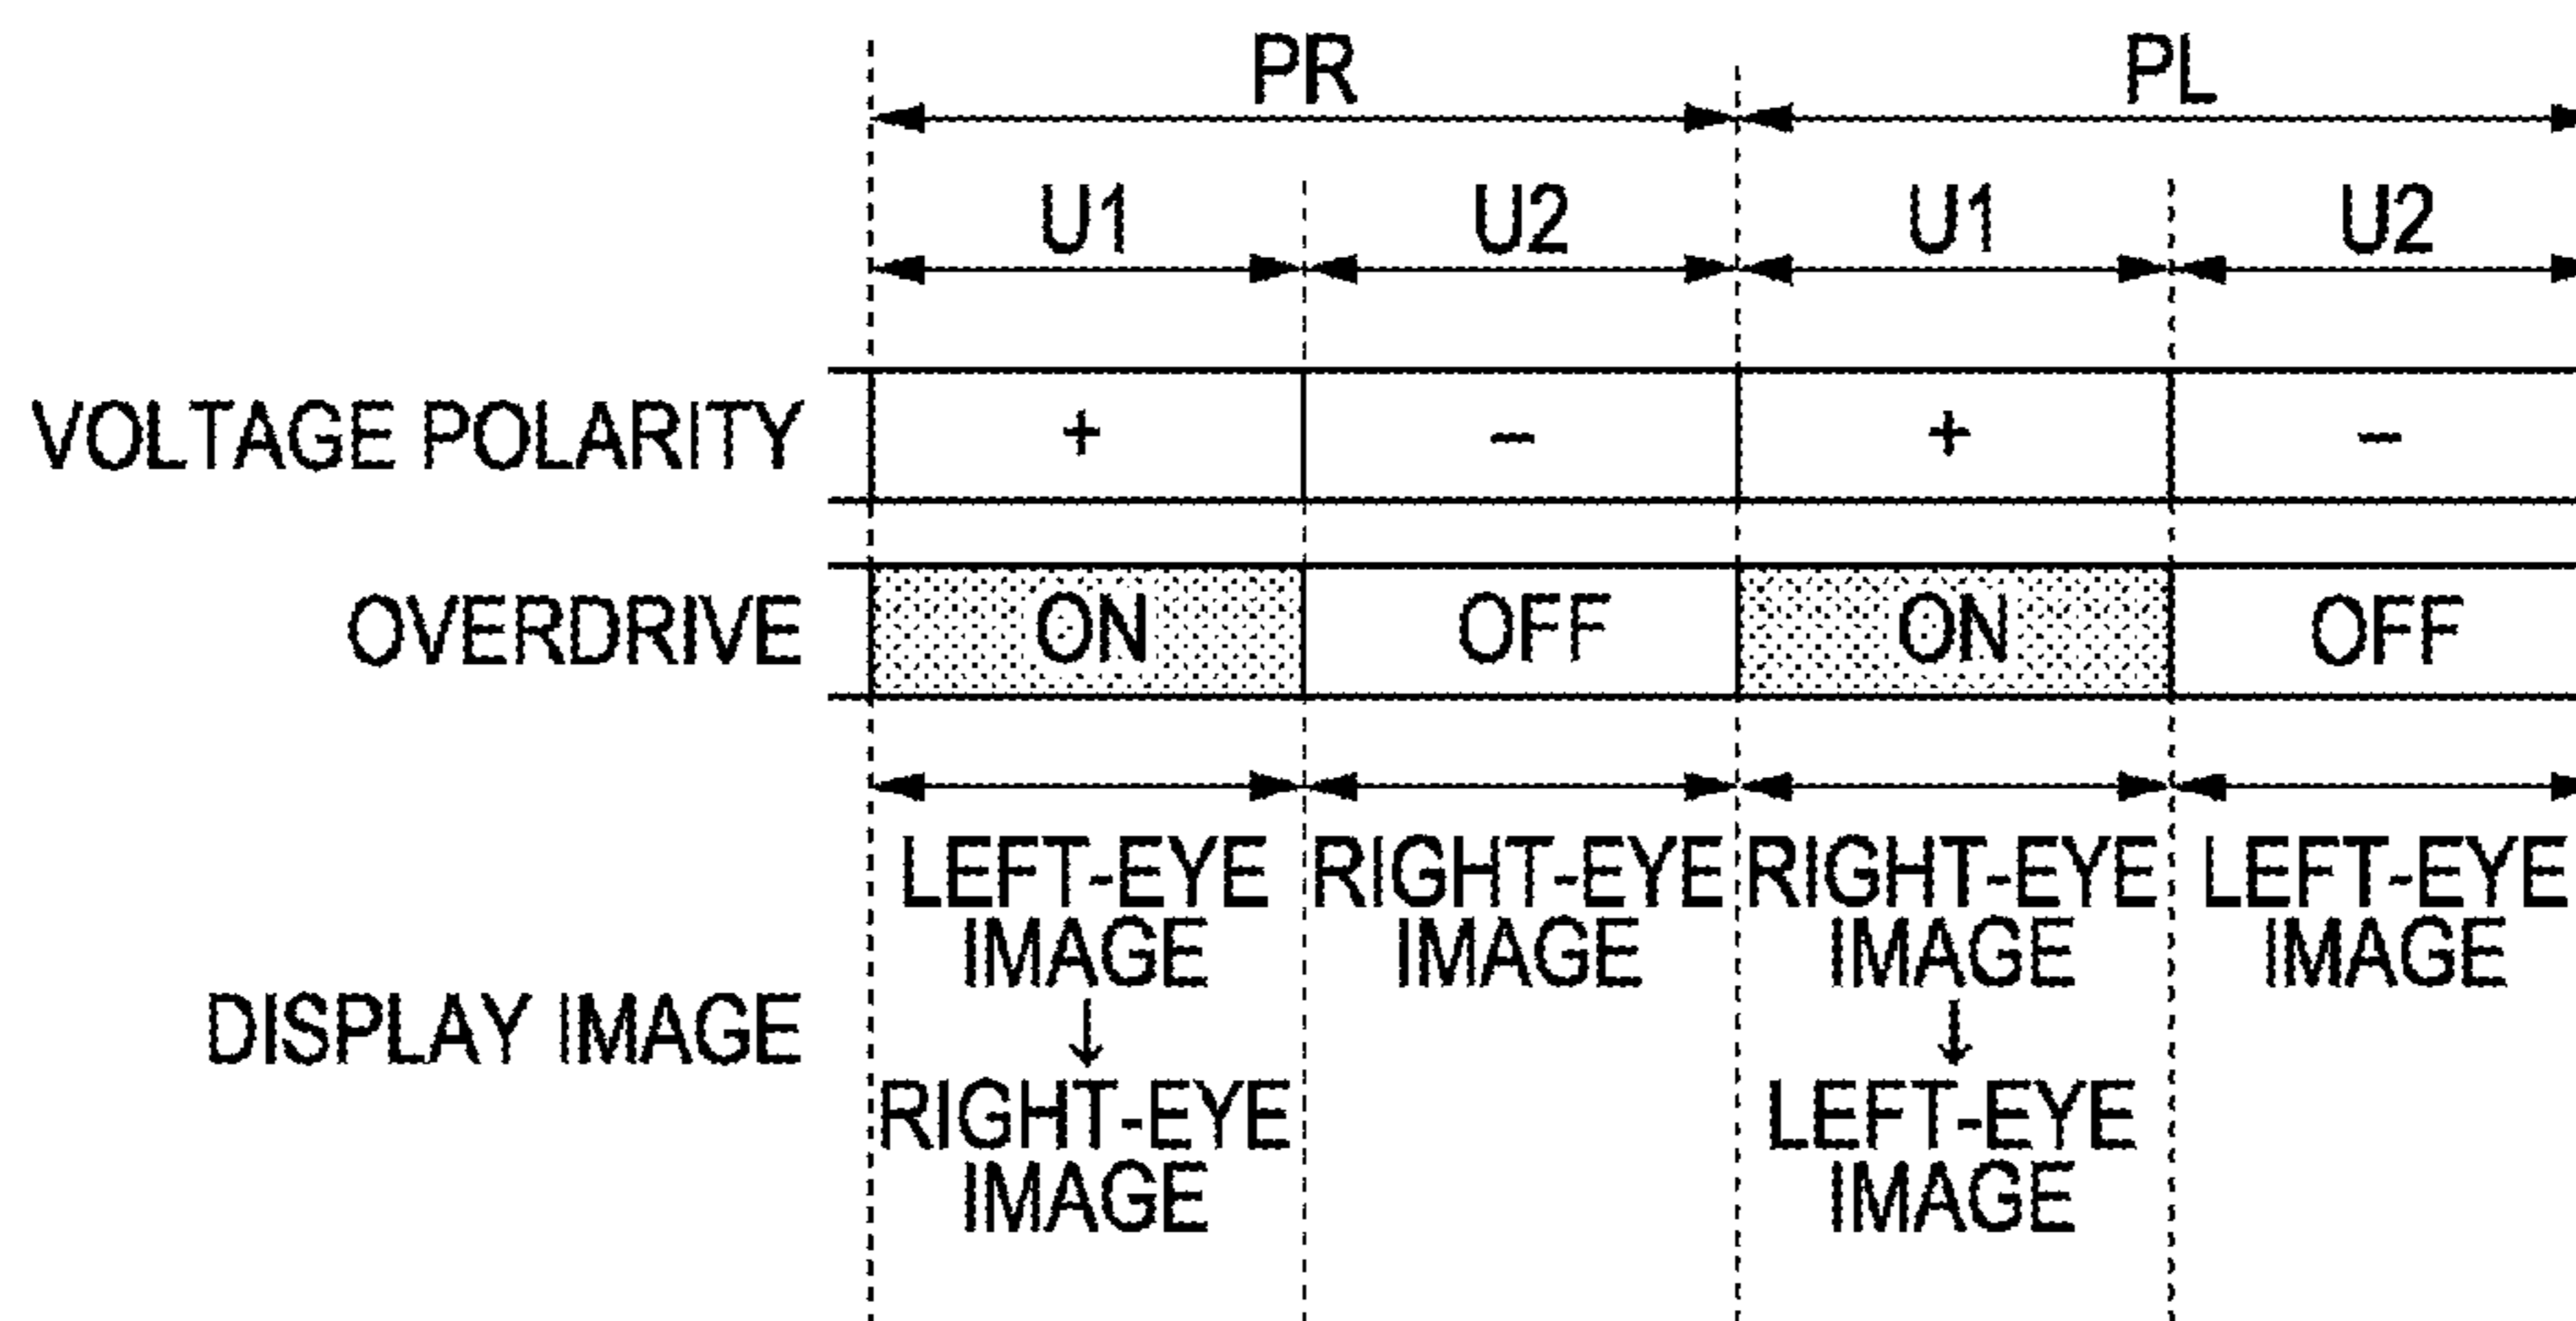 PR PL
U1 U2 U1 U2
VOLTAGE POLARITY + – + –
OVERDRIVE ON OFF ON OFF
LEFT-EYE RIGHT-EYE RIGHT-EYE LEFT-EYE
IMAGE IMAGE IMAGE IMAGE
DISPLAY IMAGE ↓ ↓
RIGHT-EYE LEFT-EYE
IMAGE IMAGE